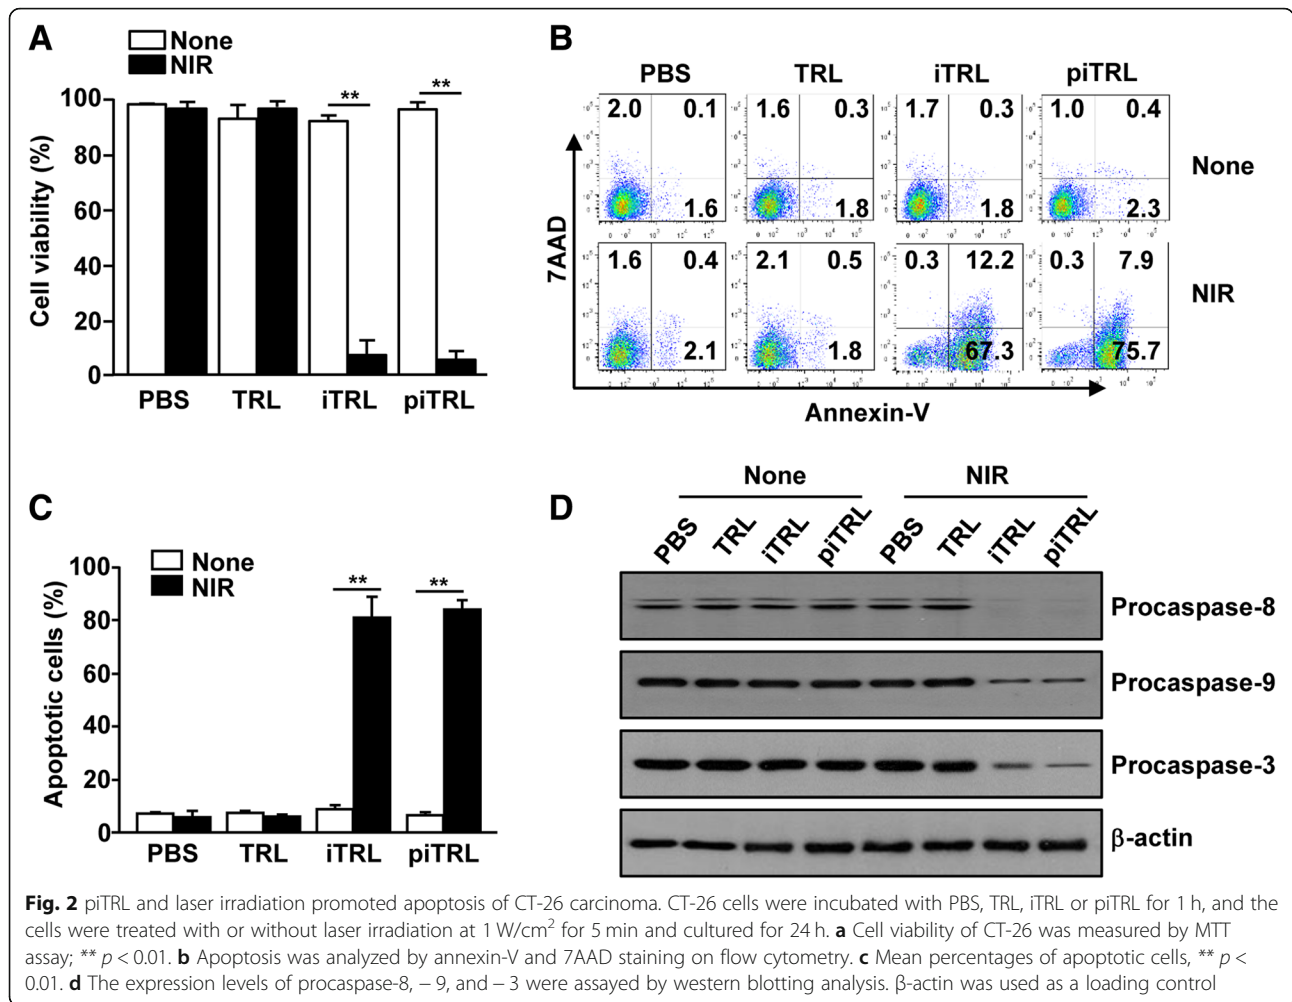 A
None
NIR
Cell viability (%)
100
80
60
40
20
0
**
**
PBS TRL iTRL piTRL
B
PBS TRL iTRL piTRL
2.0 0.1 1.6 0.3 1.7 0.3 1.0 0.4
None
1.6 1.8 1.8 2.3
7AAD
1.6 0.4 2.1 0.5 0.3 12.2 0.3 7.9
NIR
2.1 1.8 67.3 75.7
Annexin-V
C
None
NIR
Apoptotic cells (%)
100
80
60
40
20
0
**
**
PBS TRL iTRL piTRL
D
None NIR
PBS TRL iTRL piTRL PBS TRL iTRL piTRL
Procaspase-8
Procaspase-9
Procaspase-3
β-actin
Fig. 2 piTRL and laser irradiation promoted apoptosis of CT-26 carcinoma. CT-26 cells were incubated with PBS, TRL, iTRL or piTRL for 1 h, and the
cells were treated with or without laser irradiation at 1 W/cm² for 5 min and cultured for 24 h. a Cell viability of CT-26 was measured by MTT
assay; ** p < 0.01. b Apoptosis was analyzed by annexin-V and 7AAD staining on flow cytometry. c Mean percentages of apoptotic cells, ** p <
0.01. d The expression levels of procaspase-8, − 9, and − 3 were assayed by western blotting analysis. β-actin was used as a loading control